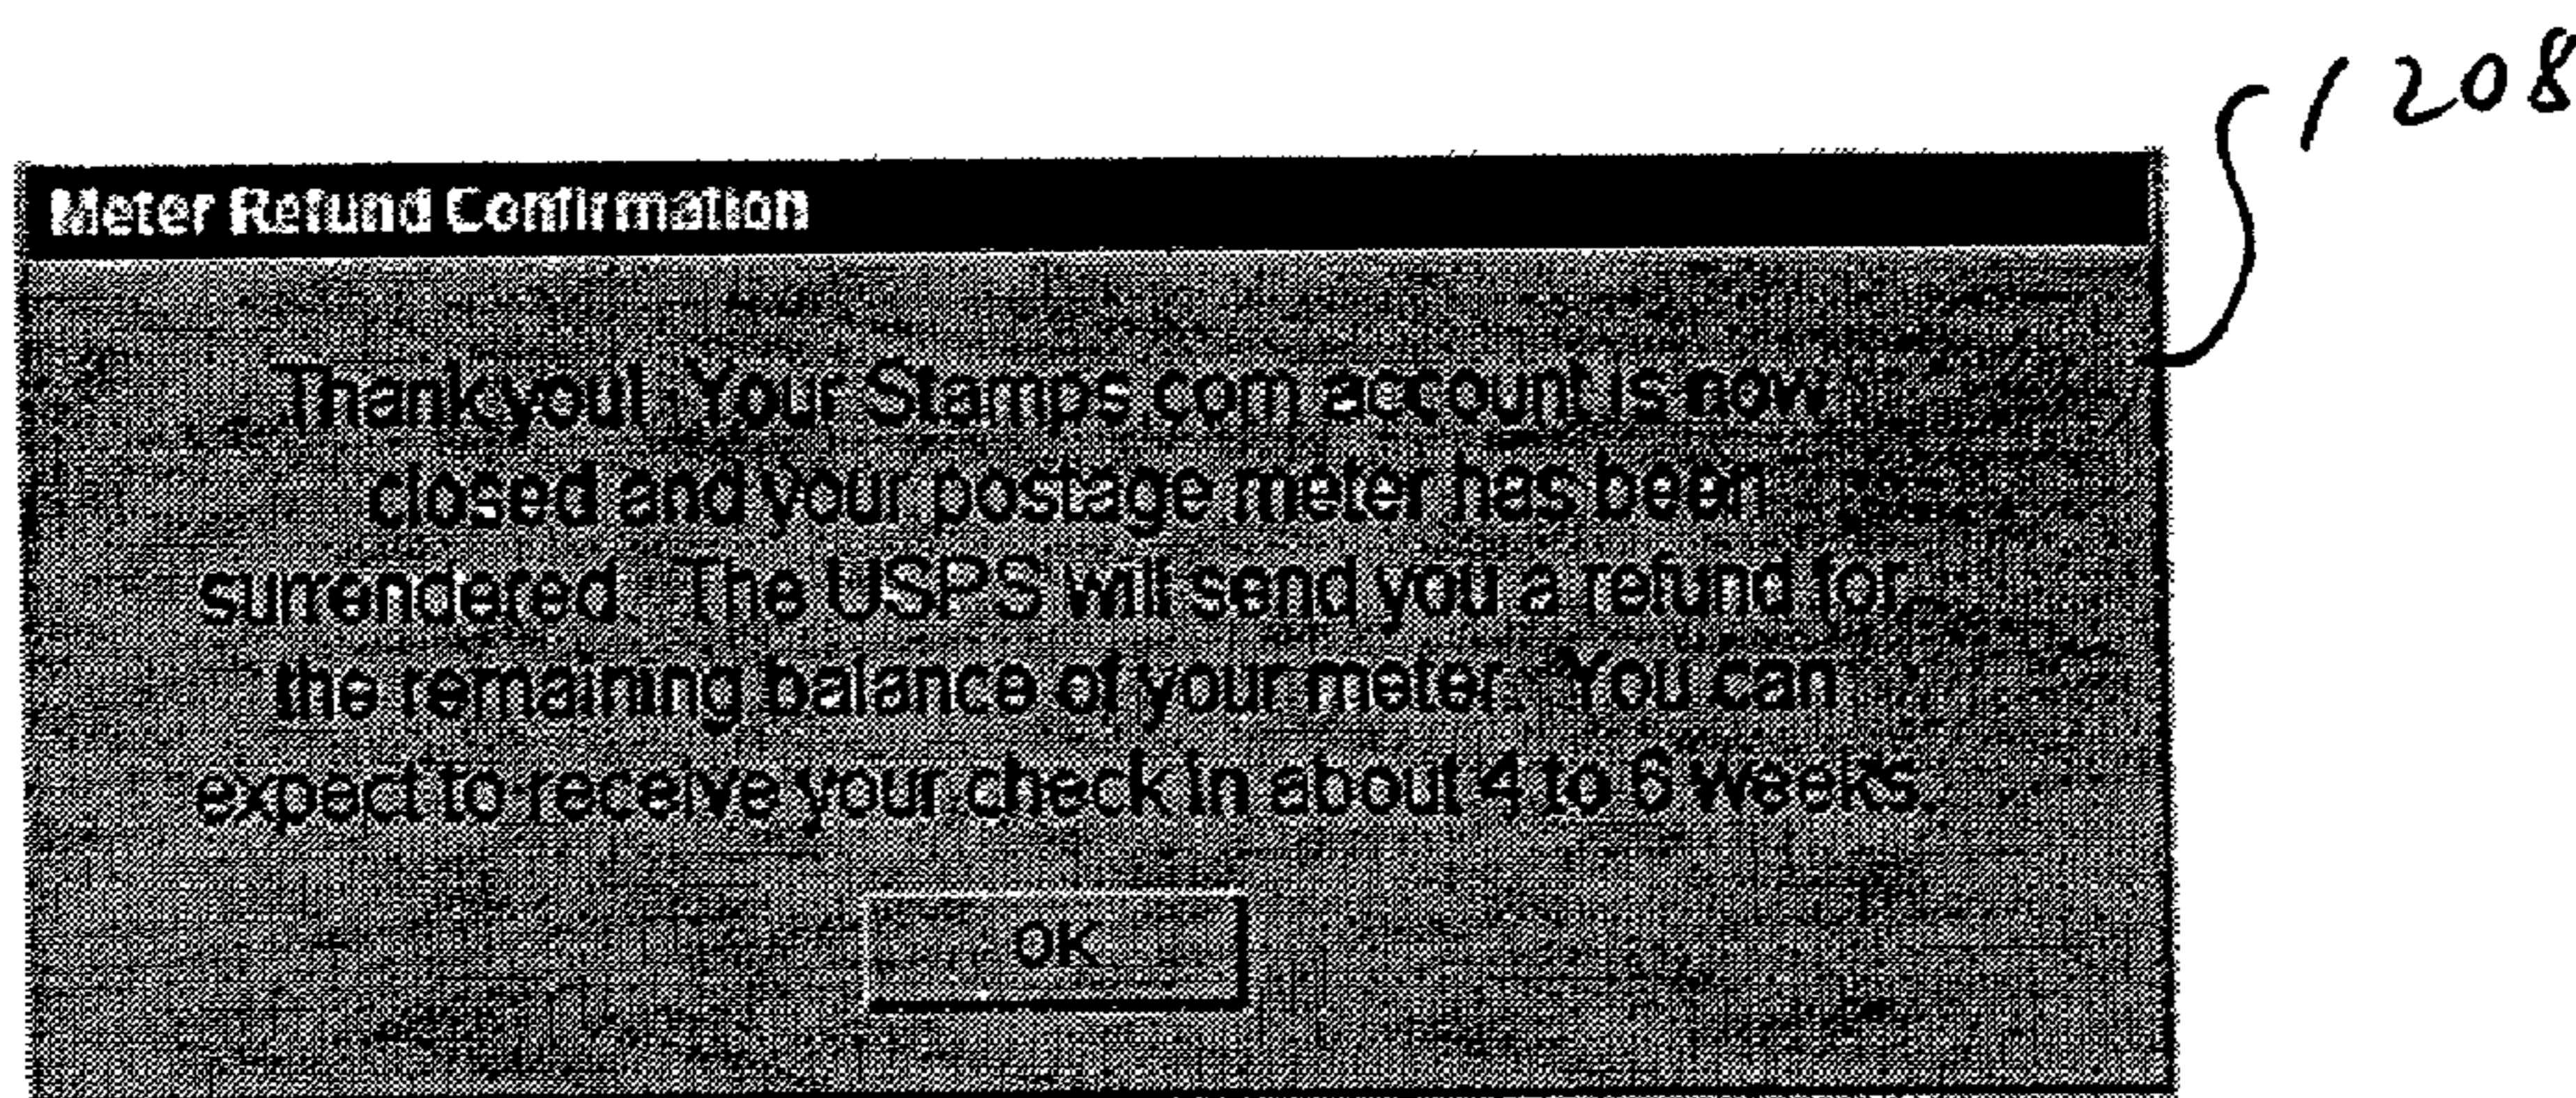 1208
Meter Refund Confirmation
Thank you! Your Stamps.com account is now
closed and your postage meter has been
surrendered. The USPS will send you a refund for
the remaining balance of your meter. You can
expect to receive your check in about 4 to 6 weeks.
OK